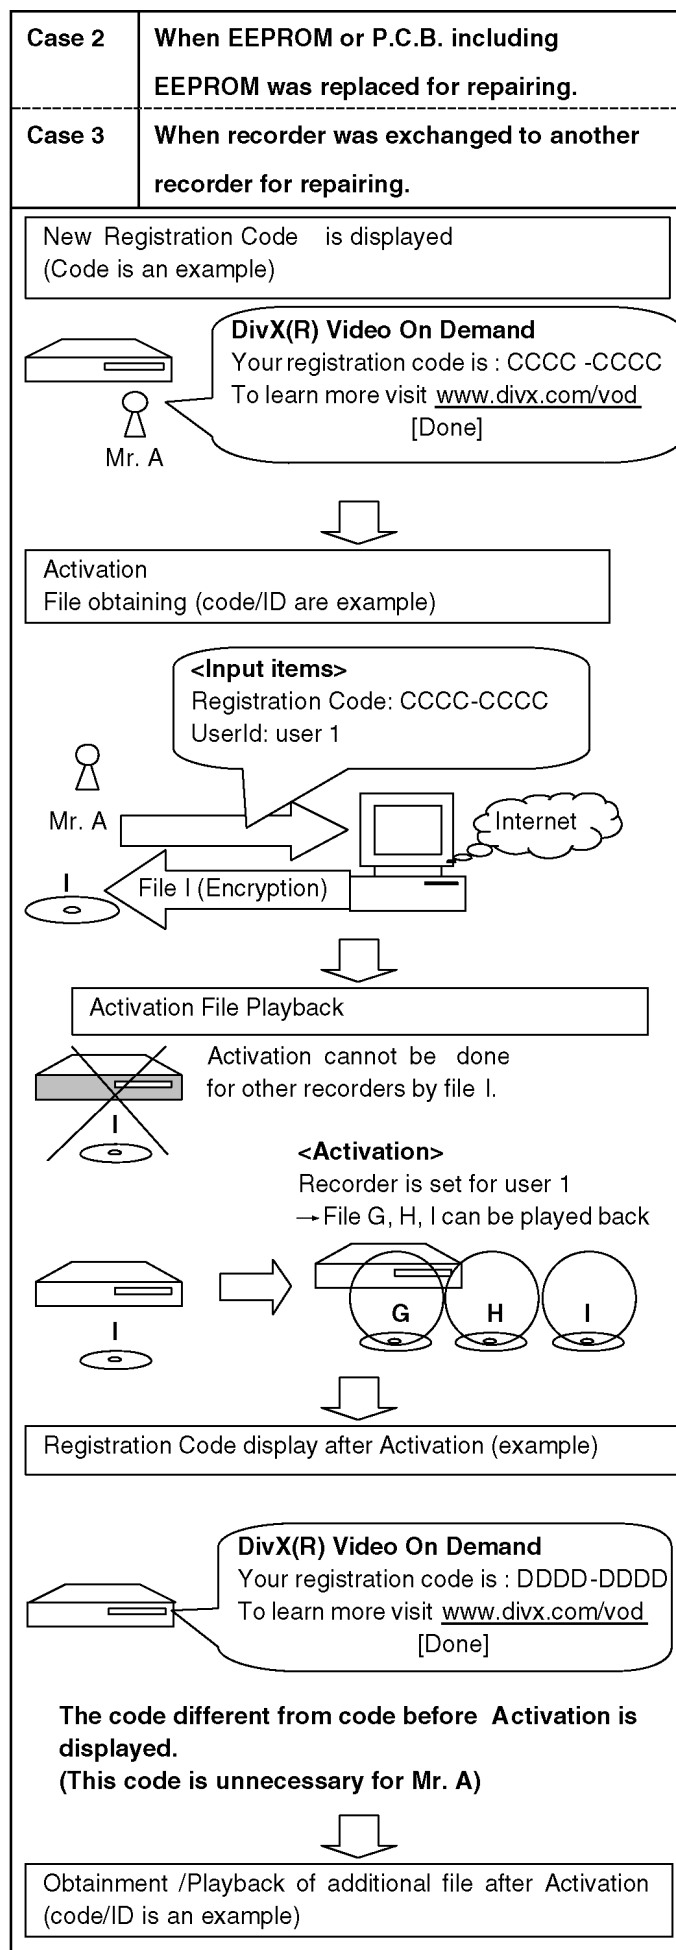 Case 2 When EEPROM or P.C.B. including
EEPROM was replaced for repairing.
Case 3 When recorder was exchanged to another
recorder for repairing.
New Registration Code is displayed
(Code is an example)
DivX(R) Video On Demand
Your registration code is : CCCC -CCCC
To learn more visit www.divx.com/vod
[Done]
Mr. A
Activation
File obtaining (code/ID are example)
<Input items>
Registration Code: CCCC-CCCC
UserId: user 1
Mr. A
Internet
I
File I (Encryption)
Activation File Playback
Activation cannot be done
for other recorders by file I.
I
<Activation>
Recorder is set for user 1
→ File G, H, I can be played back
I
G H I
Registration Code display after Activation (example)
DivX(R) Video On Demand
Your registration code is : DDDD-DDDD
To learn more visit www.divx.com/vod
[Done]
The code different from code before Activation is
displayed.
(This code is unnecessary for Mr. A)
Obtainment /Playback of additional file after Activation
(code/ID is an example)